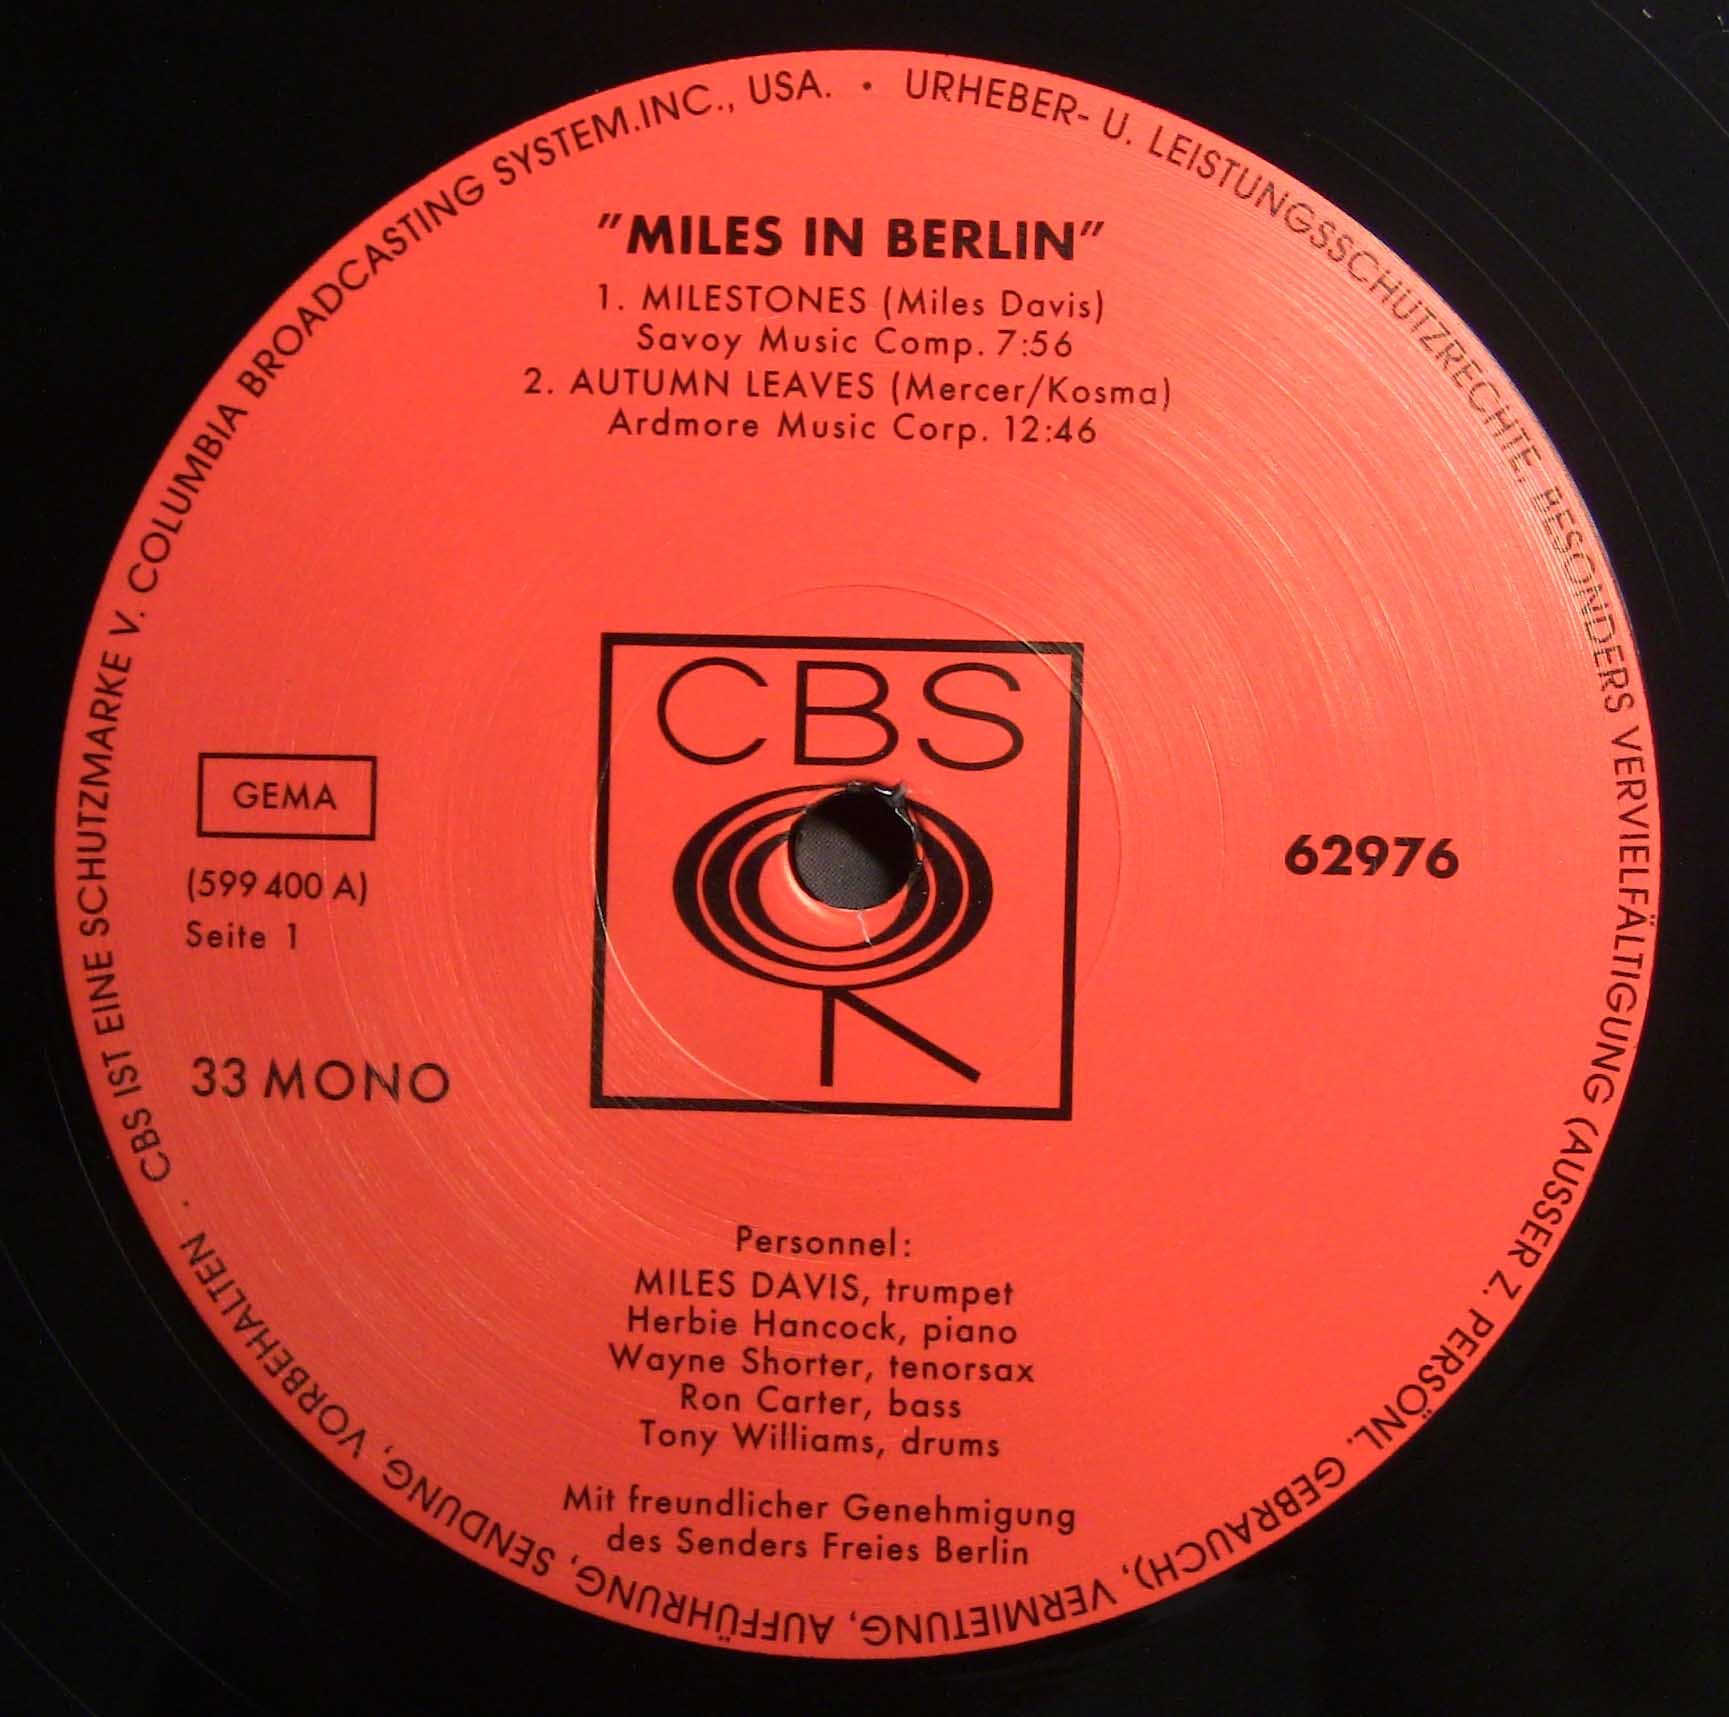 CBS IST EINE SCHUTZMARKE V. COLUMBIA BROADCASTING SYSTEM.INC., USA. · URHEBER- U. LEISTUNGSSCHUTZRECHTE, BESONDERS VERVIELFÄLTIGUNG (AUSSER Z. PERSÖNL. GEBRAUCH), VERMIETUNG, AUFFÜHRUNG, SENDUNG, VORBEHALTEN ·
"MILES IN BERLIN"
1. MILESTONES (Miles Davis)
Savoy Music Comp. 7:56
2. AUTUMN LEAVES (Mercer/Kosma)
Ardmore Music Corp. 12:46
CBS
GEMA
(599 400 A)
Seite 1
62976
33 MONO
Personnel:
MILES DAVIS, trumpet
Herbie Hancock, piano
Wayne Shorter, tenorsax
Ron Carter, bass
Tony Williams, drums
Mit freundlicher Genehmigung
des Senders Freies Berlin